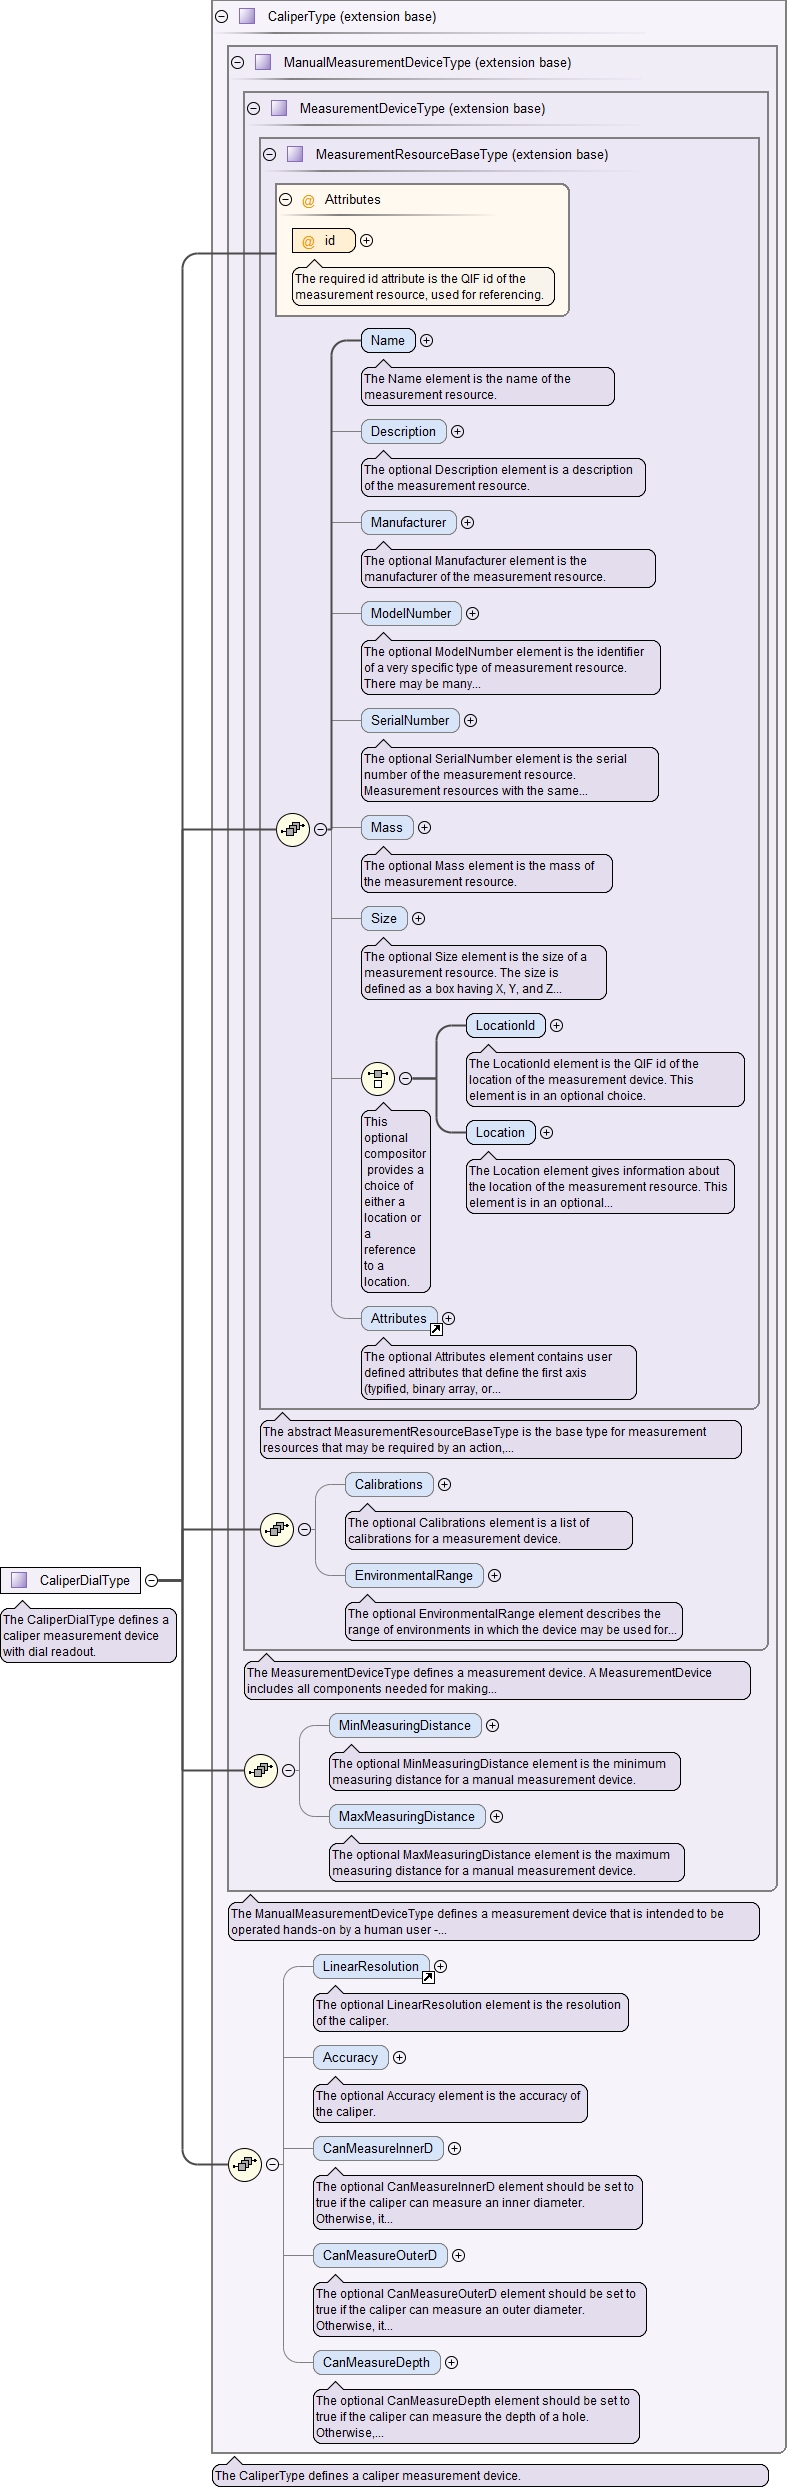 CaliperType (extension base)
ManualMeasurementDeviceType (extension base)
MeasurementDeviceType (extension base)
MeasurementResourceBaseType (extension base)
@ Attributes
@ id
The required id attribute is the QIF id of the
measurement resource, used for referencing.
Name
The Name element is the name of the
measurement resource.
Description
The optional Description element is a description
of the measurement resource.
Manufacturer
The optional Manufacturer element is the
manufacturer of the measurement resource.
ModelNumber
The optional ModelNumber element is the identifier
of a very specific type of measurement resource.
There may be many...
SerialNumber
The optional SerialNumber element is the serial
number of the measurement resource.
Measurement resources with the same...
Mass
The optional Mass element is the mass of
the measurement resource.
Size
The optional Size element is the size of a
measurement resource. The size is
defined as a box having X, Y, and Z...
LocationId
The LocationId element is the QIF id of the
location of the measurement device. This
element is in an optional choice.
Location
The Location element gives information about
the location of the measurement resource. This
element is in an optional...
This
optional
compositor
provides a
choice of
either a
location or
a
reference
to a
location.
Attributes
The optional Attributes element contains user
defined attributes that define the first axis
(typified, binary array, or...
The abstract MeasurementResourceBaseType is the base type for measurement
resources that may be required by an action,...
Calibrations
The optional Calibrations element is a list of
calibrations for a measurement device.
EnvironmentalRange
The optional EnvironmentalRange element describes the
range of environments in which the device may be used for...
CaliperDialType
The CaliperDialType defines a
caliper measurement device
with dial readout.
The MeasurementDeviceType defines a measurement device. A MeasurementDevice
includes all components needed for making...
MinMeasuringDistance
The optional MinMeasuringDistance element is the minimum
measuring distance for a manual measurement device.
MaxMeasuringDistance
The optional MaxMeasuringDistance element is the maximum
measuring distance for a manual measurement device.
The ManualMeasurementDeviceType defines a measurement device that is intended to be
operated hands-on by a human user -...
LinearResolution
The optional LinearResolution element is the resolution
of the caliper.
Accuracy
The optional Accuracy element is the accuracy of
the caliper.
CanMeasureInnerD
The optional CanMeasureInnerD element should be set to
true if the caliper can measure an inner diameter.
Otherwise, it...
CanMeasureOuterD
The optional CanMeasureOuterD element should be set to
true if the caliper can measure an outer diameter.
Otherwise, it...
CanMeasureDepth
The optional CanMeasureDepth element should be set to
true if the caliper can measure the depth of a hole.
Otherwise,...
The CaliperType defines a caliper measurement device.